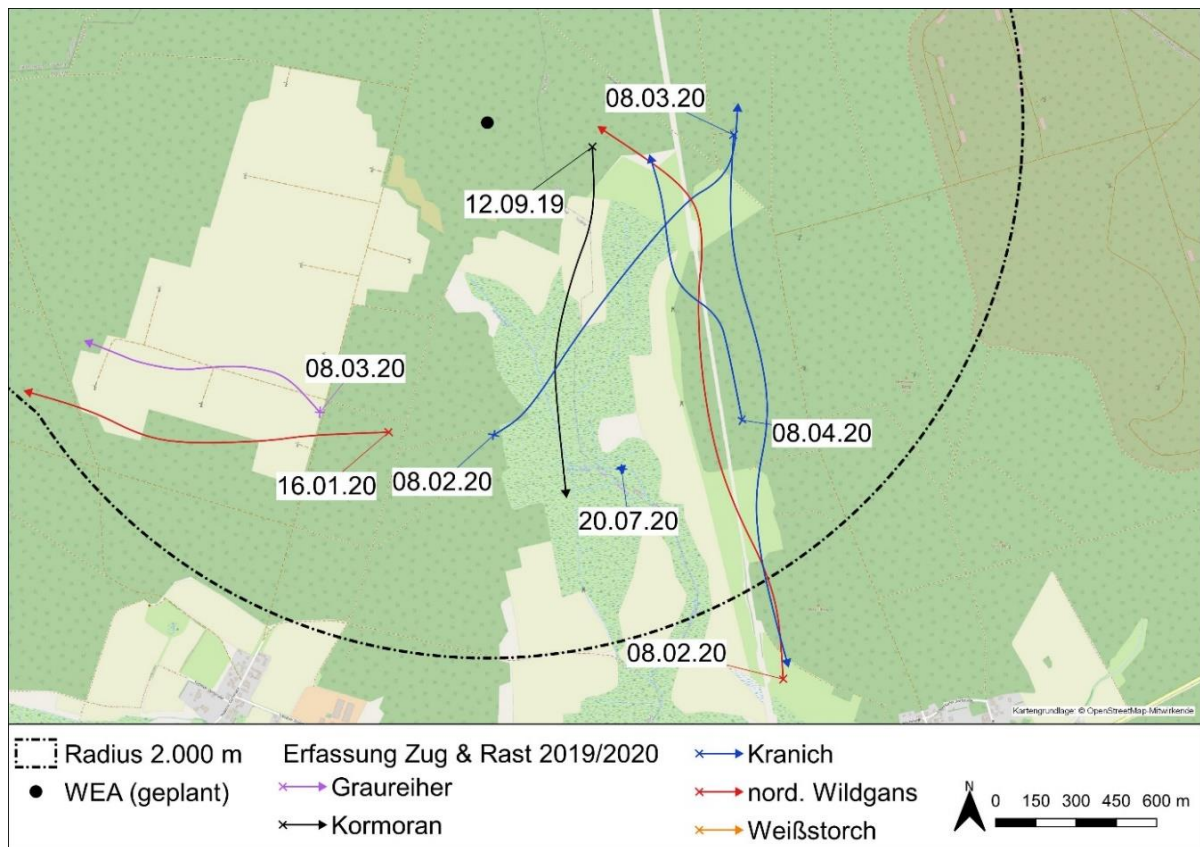 08.03.20
12.09.19
08.03.20
08.04.20
16.01.20
08.02.20
20.07.20
08.02.20
Kartengrundlage: © OpenStreetMap-Mitwirkende
Radius 2.000 m
WEA (geplant)
Erfassung Zug & Rast 2019/2020
Graureiher
Kormoran
Kranich
nord. Wildgans
Weißstorch
N
0 150 300 450 600 m